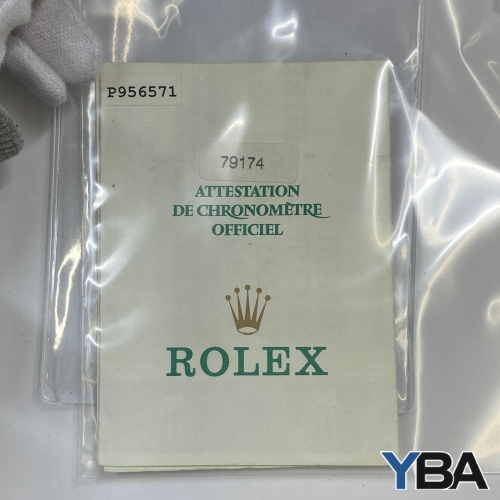 P956571
79174
ATTESTATION
DE CHRONOMÈTRE
OFFICIEL
ROLEX
YBA